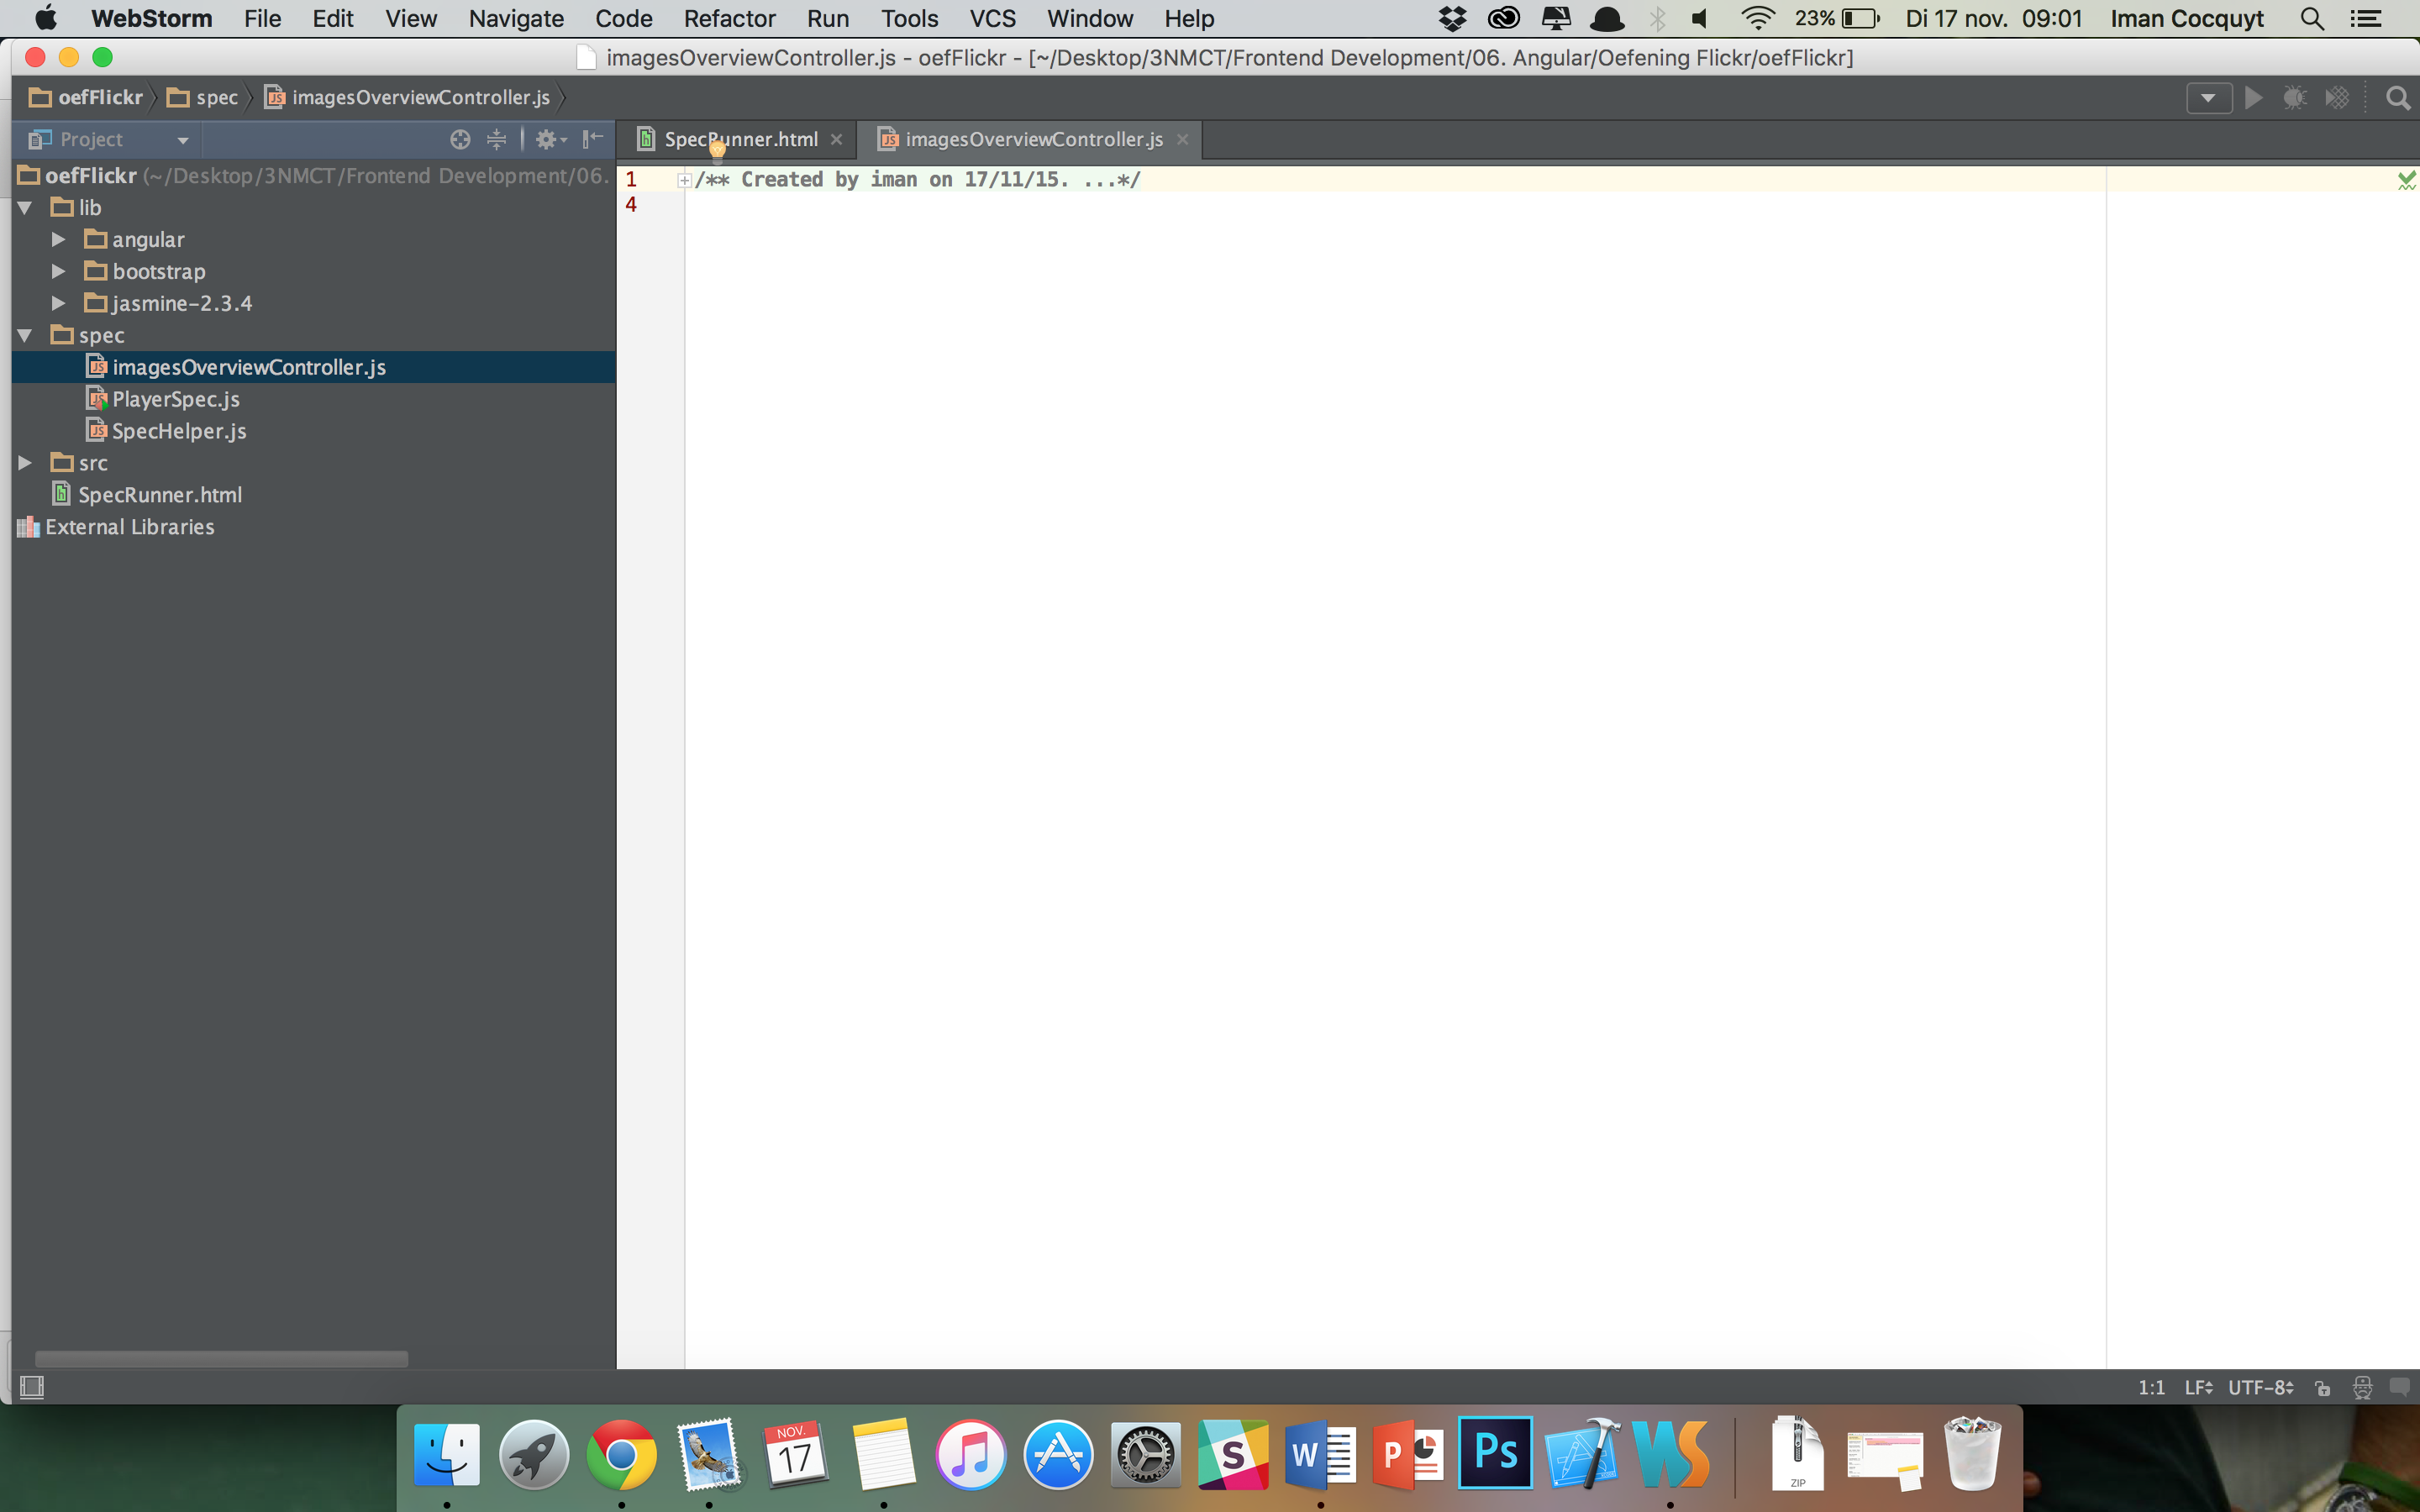 WebStorm File Edit View Navigate Code Refactor Run Tools VCS Window Help 23% Di 17 nov. 09:01 Iman Cocquyt
imagesOverviewController.js - oefFlickr - [~/Desktop/3NMCT/Frontend Development/06. Angular/Oefening Flickr/oefFlickr]
oefFlickr spec imagesOverviewController.js
Project
SpecRunner.html imagesOverviewController.js
oefFlickr (~/Desktop/3NMCT/Frontend Development/06.
lib
angular
bootstrap
jasmine-2.3.4
spec
imagesOverviewController.js
PlayerSpec.js
SpecHelper.js
src
SpecRunner.html
External Libraries
1 /** Created by iman on 17/11/15. ...*/
4
1:1 LF UTF-8
NOV.
17
S
W
P
Ps
WS
ZIP